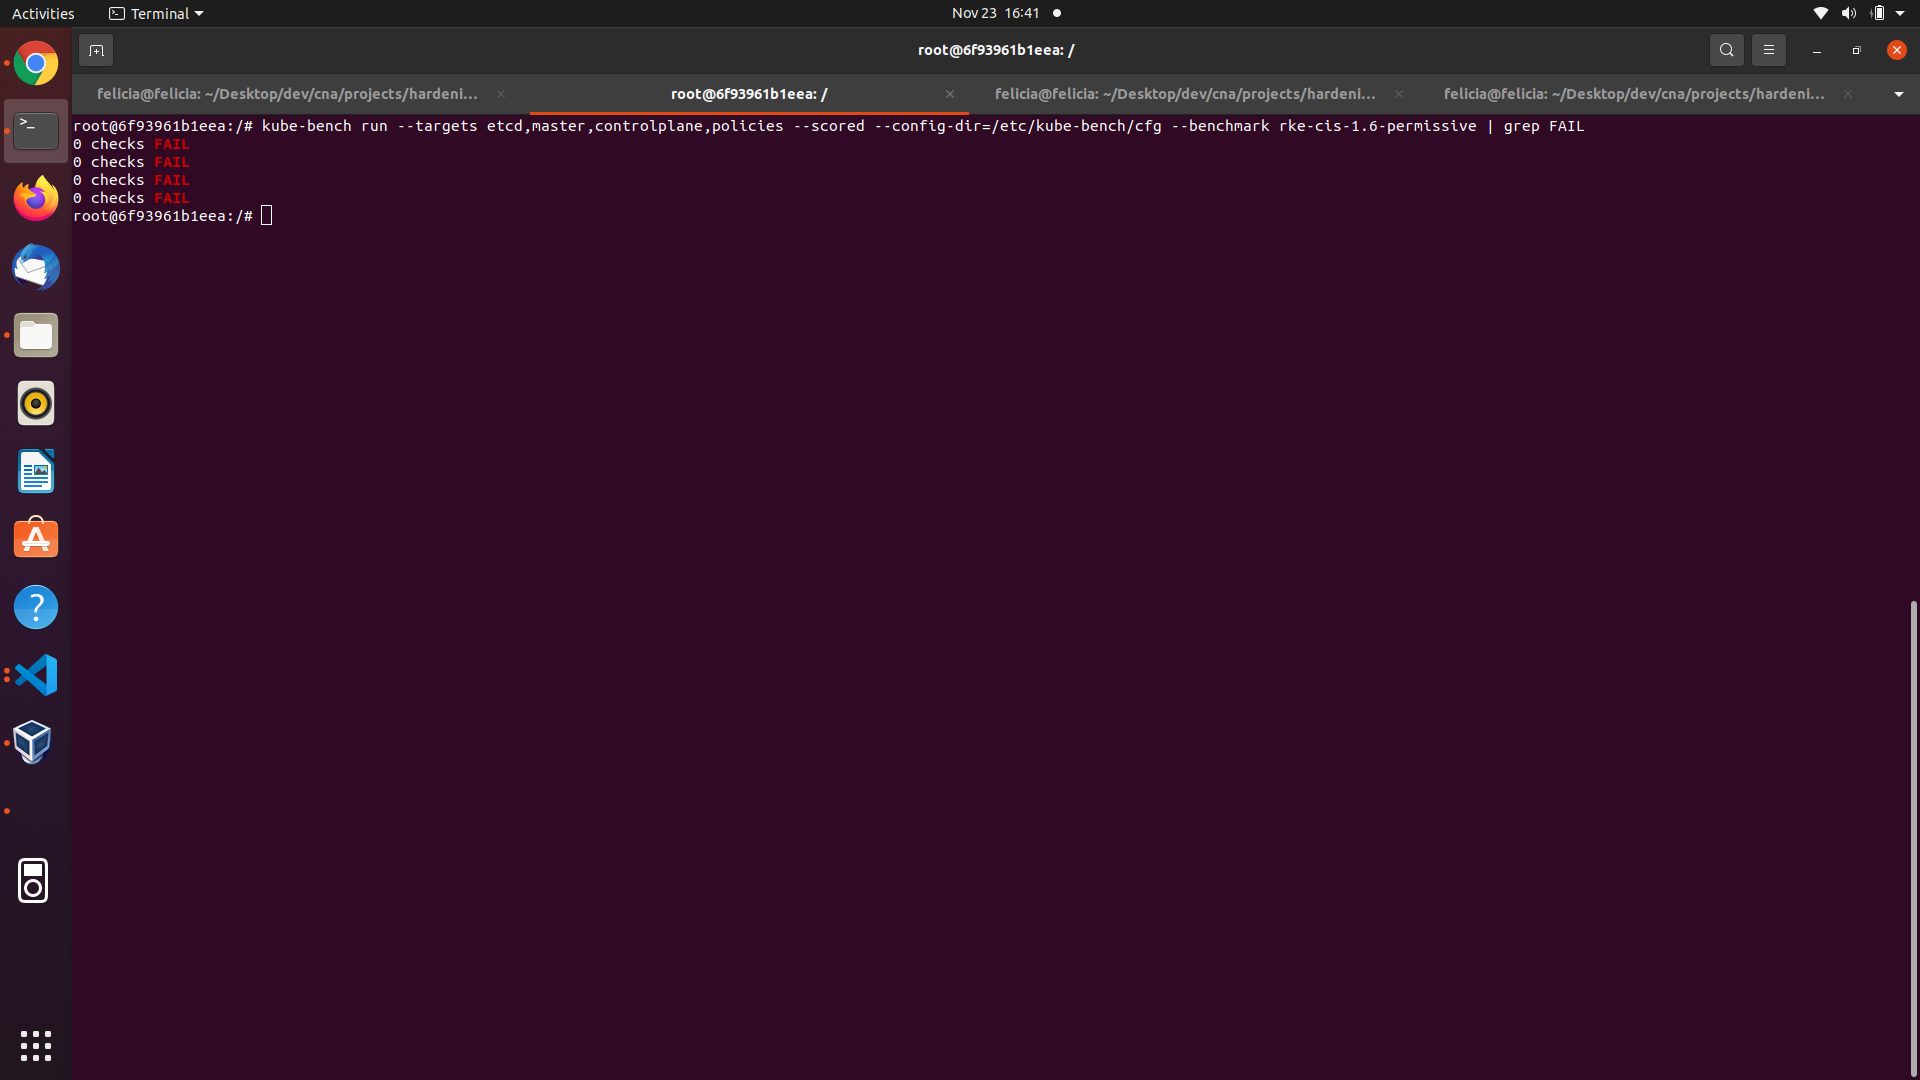 Activities
Terminal
Nov 23 16:41
root@6f93961b1eea: /
felicia@felicia: ~/Desktop/dev/cna/projects/hardeni...
root@6f93961b1eea: /
felicia@felicia: ~/Desktop/dev/cna/projects/hardeni...
felicia@felicia: ~/Desktop/dev/cna/projects/hardeni...
root@6f93961b1eea:/# kube-bench run --targets etcd,master,controlplane,policies --scored --config-dir=/etc/kube-bench/cfg --benchmark rke-cis-1.6-permissive | grep FAIL
0 checks FAIL
0 checks FAIL
0 checks FAIL
0 checks FAIL
root@6f93961b1eea:/#